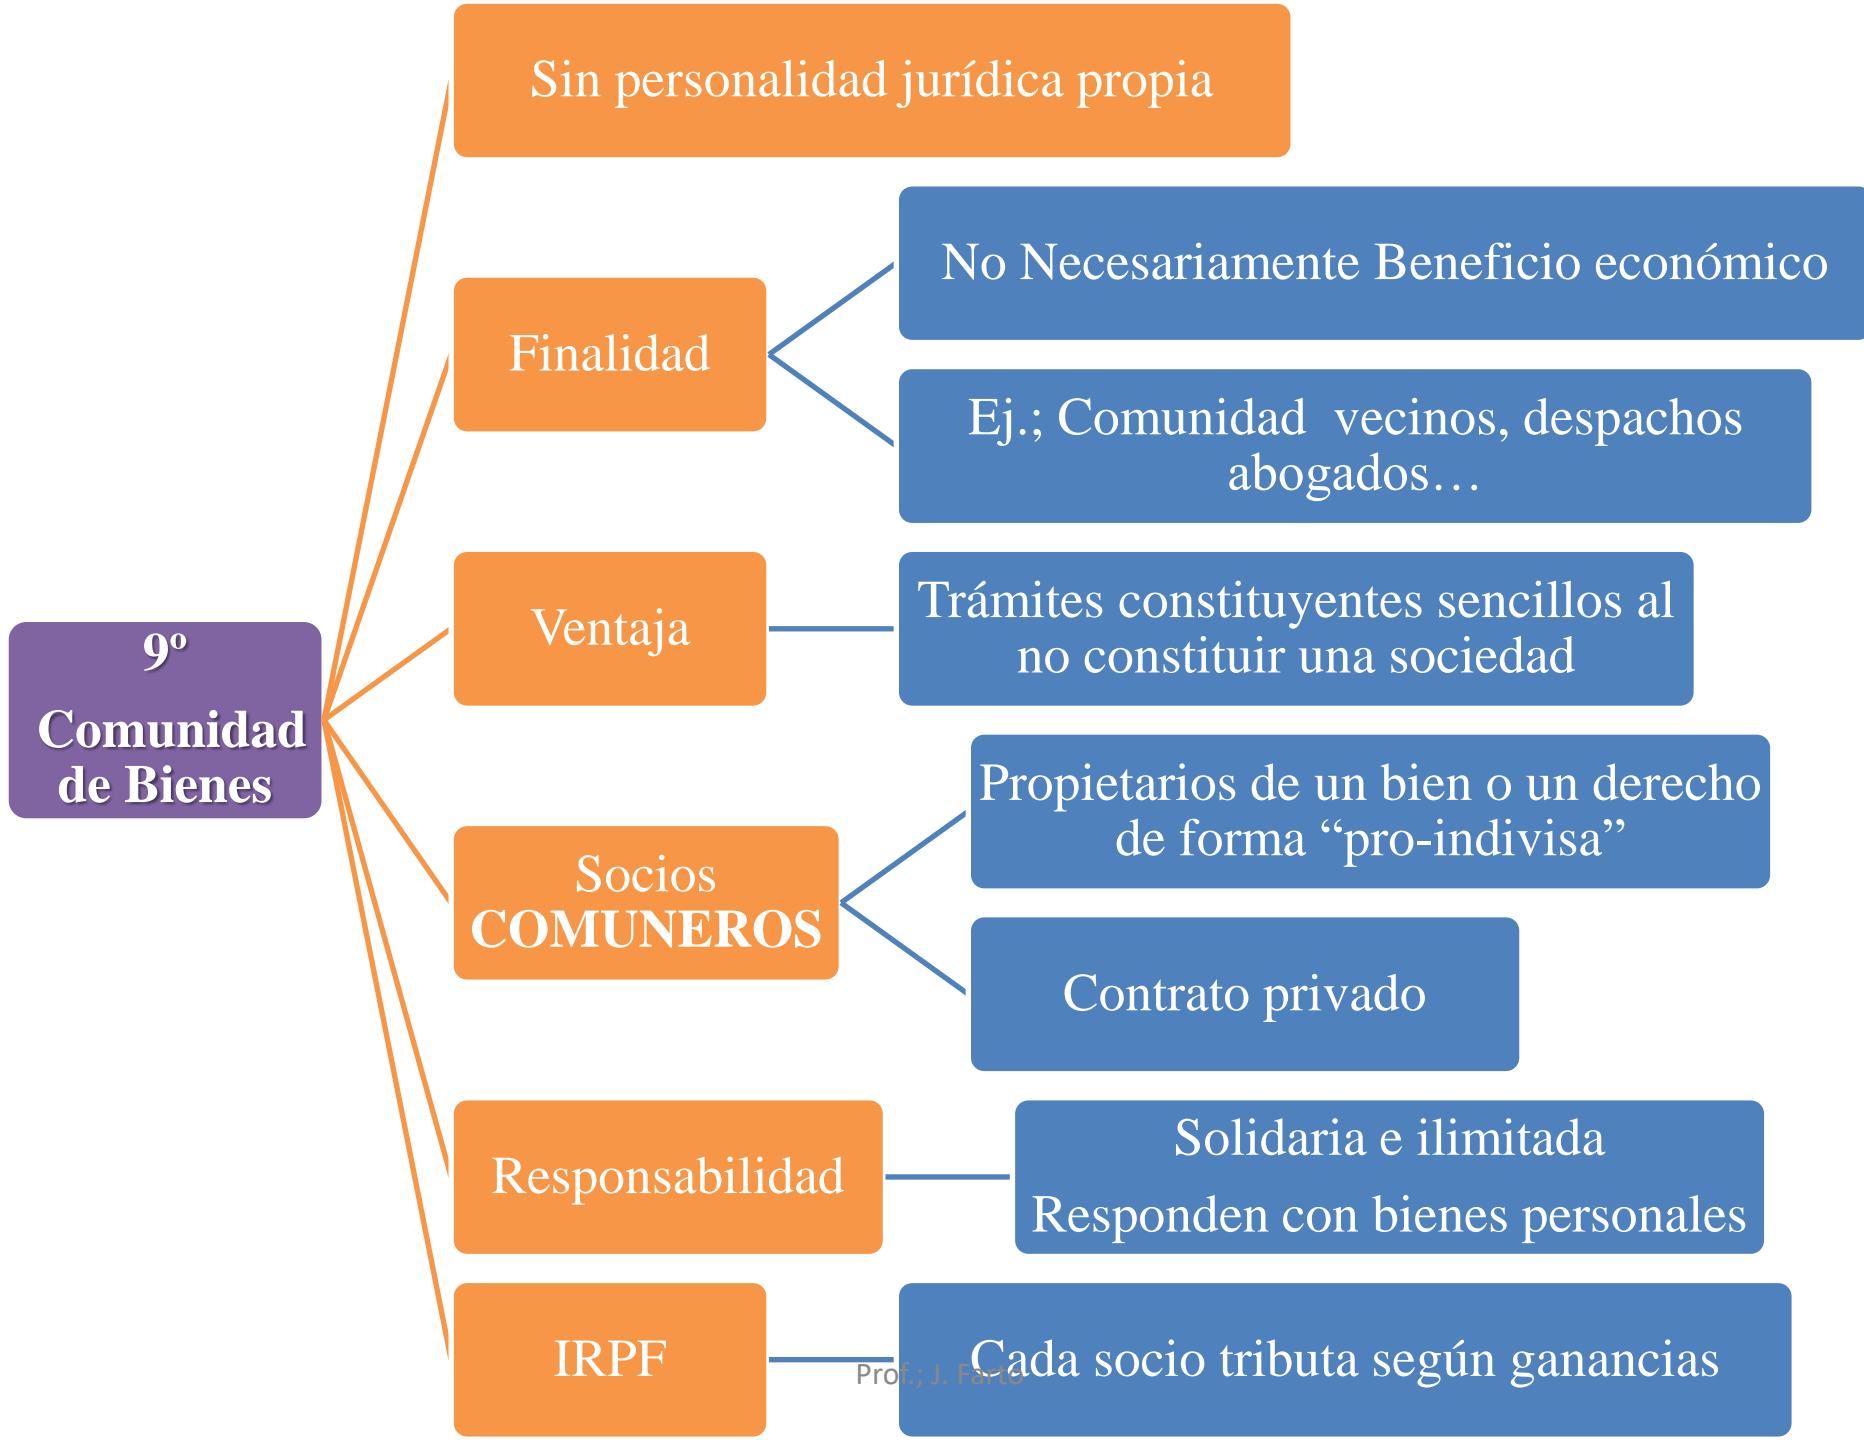 Sin personalidad jurídica propia
No Necesariamente Beneficio económico
Finalidad
Ej.; Comunidad vecinos, despachos
abogados…
Ventaja
Trámites constituyentes sencillos al
no constituir una sociedad
9º
Comunidad
de Bienes
Propietarios de un bien o un derecho
de forma “pro-indivisa”
Socios
COMUNEROS
Contrato privado
Responsabilidad
Solidaria e ilimitada
Responden con bienes personales
IRPF
Cada socio tributa según ganancias
Prof.; J. Farto